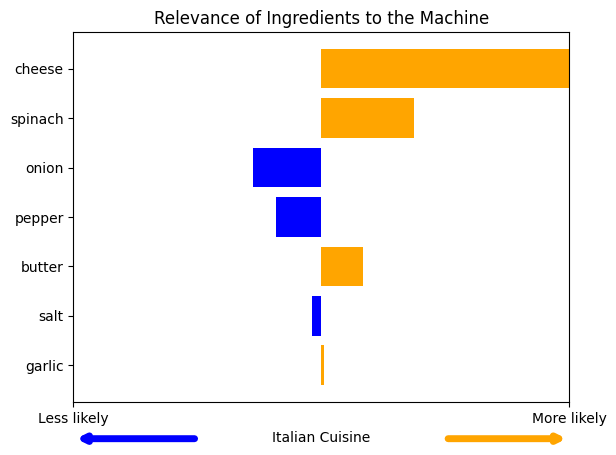 Relevance of Ingredients to the Machine
cheese
spinach
onion
pepper
butter
salt
garlic
Less likely
More likely
Italian Cuisine